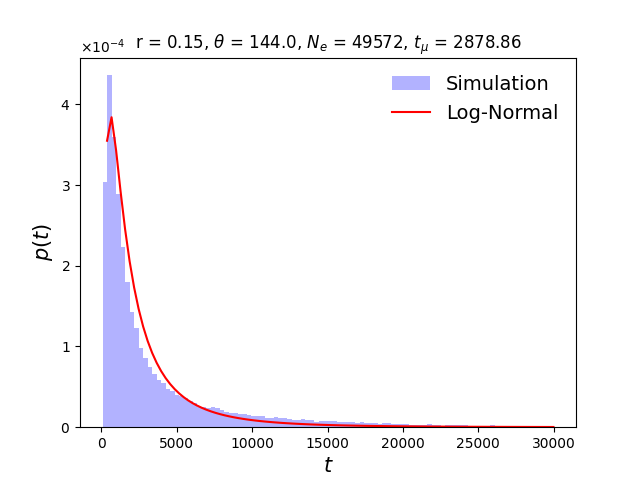 ×10⁻⁴ r = 0.15, θ = 144.0, Nₑ = 49572, t_μ = 2878.86
Simulation
Log-Normal
4
3
2
1
0
p(t)
0 5000 10000 15000 20000 25000 30000
t